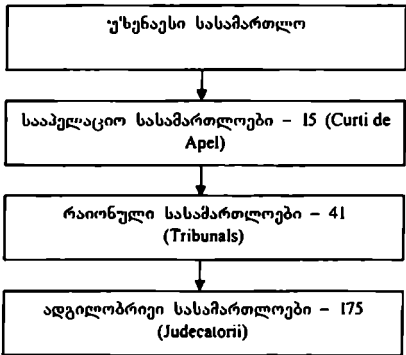 უზენაესი სასამართლო
სააპელაციო სასამართლოები – 15 (Curti de
Apel)
რაიონული სასამართლოები – 41
(Tribunals)
ადგილობრივი სასამართლოები – 175
(Judecatorii)